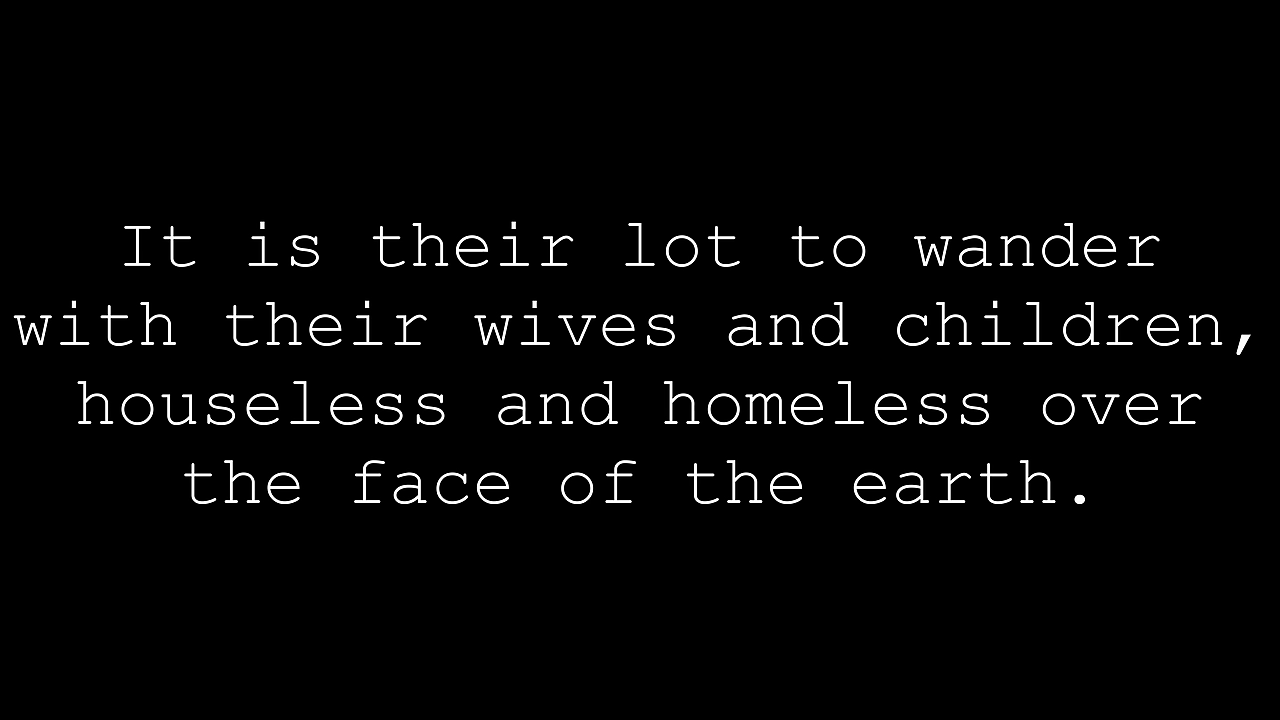 It is their lot to wander
with their wives and children,
houseless and homeless over
the face of the earth.